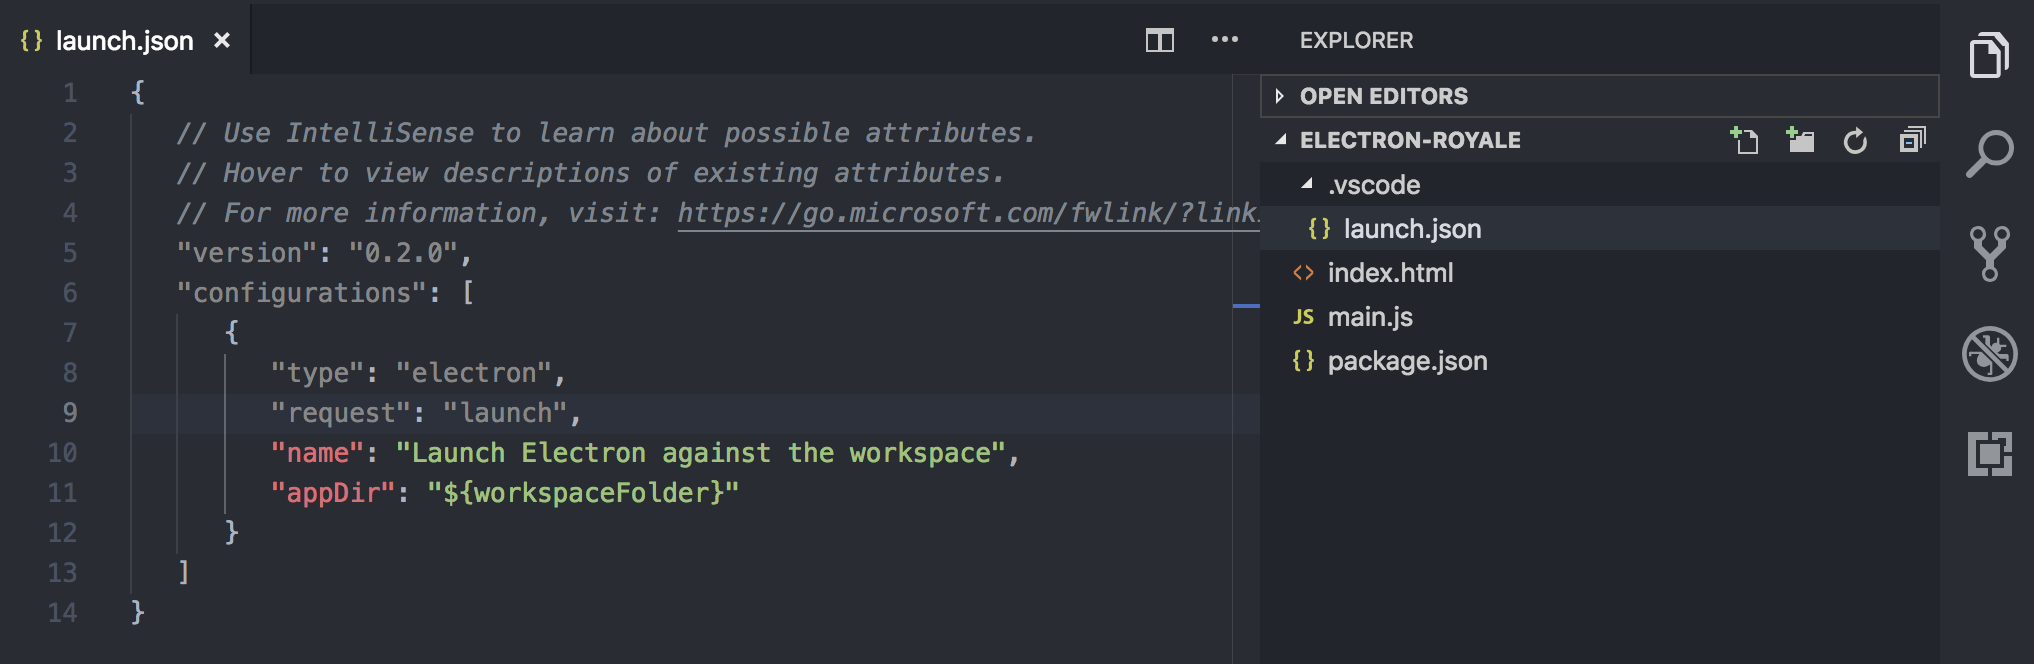 {} launch.json ×
1 {
2 // Use IntelliSense to learn about possible attributes.
3 // Hover to view descriptions of existing attributes.
4 // For more information, visit: https://go.microsoft.com/fwlink/?link
5 "version": "0.2.0",
6 "configurations": [
7 {
8 "type": "electron",
9 "request": "launch",
10 "name": "Launch Electron against the workspace",
11 "appDir": "${workspaceFolder}"
12 }
13 ]
14 }
EXPLORER
OPEN EDITORS
ELECTRON-ROYALE
.vscode
{} launch.json
<> index.html
JS main.js
{} package.json